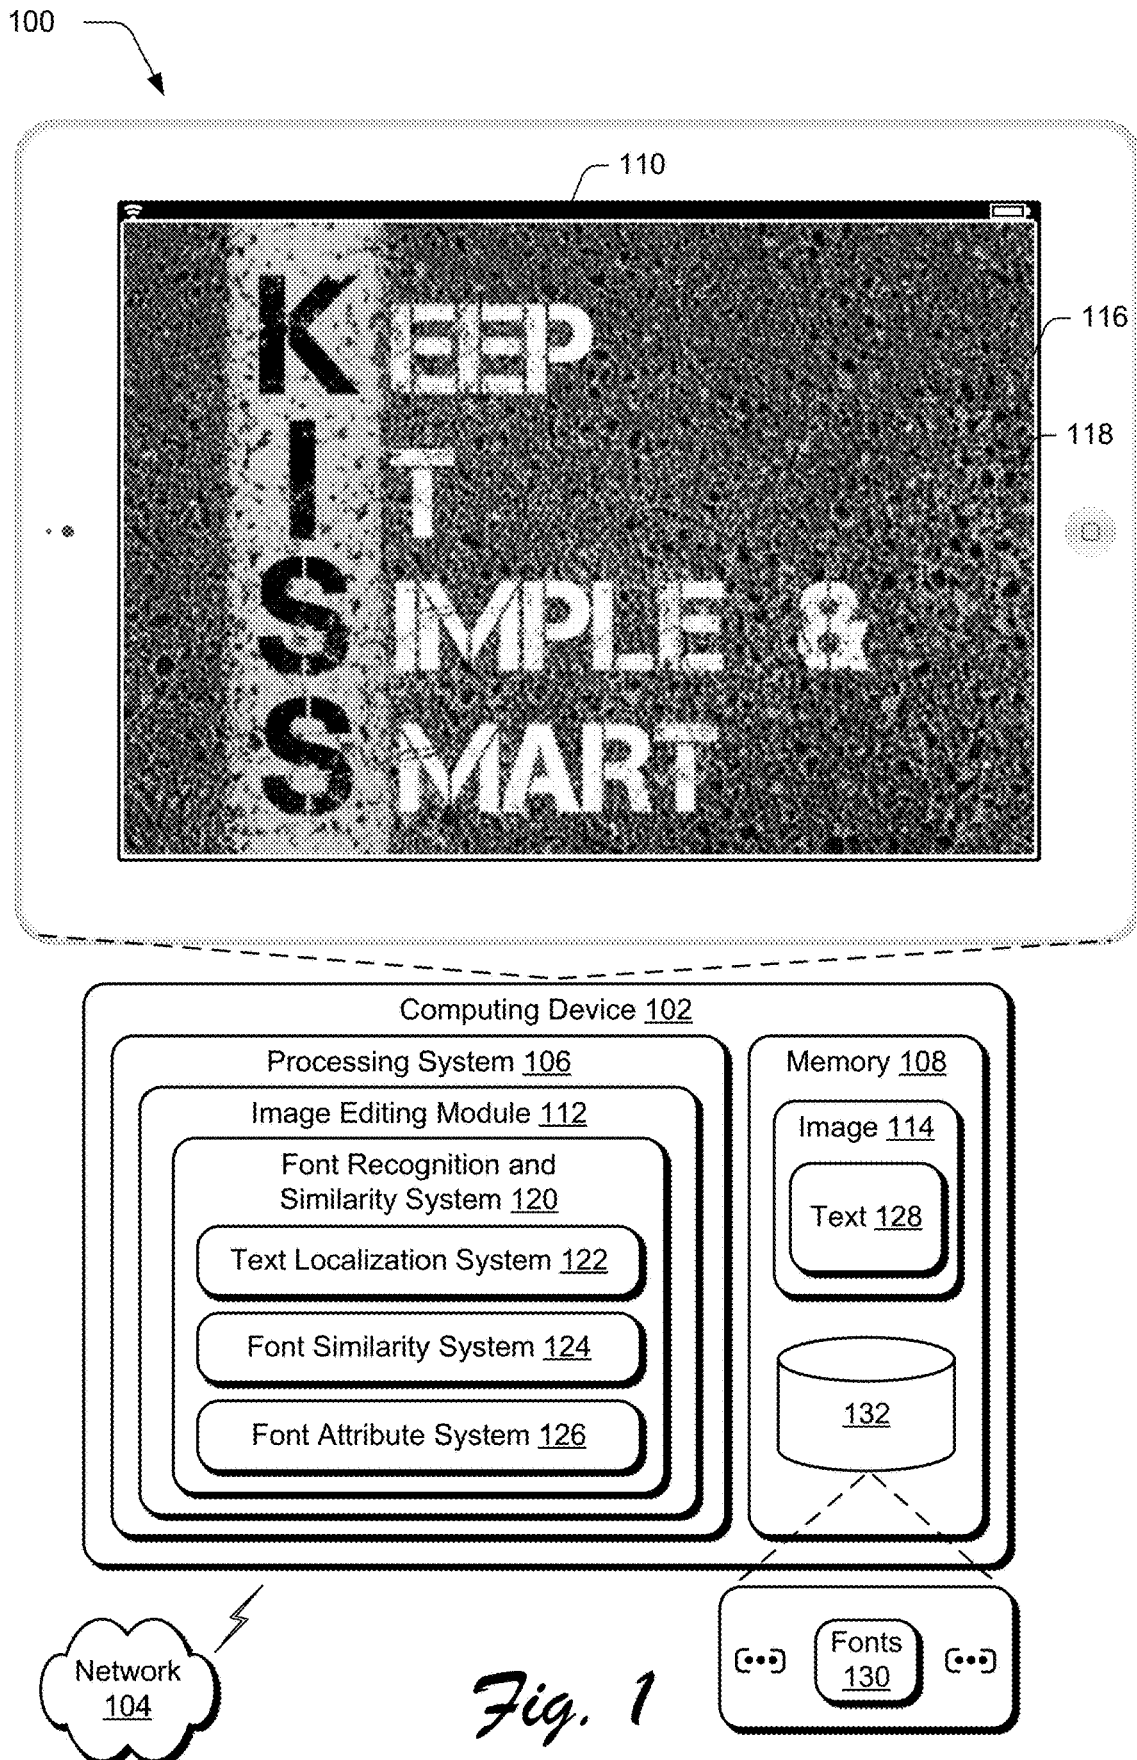 100
110
KEEP
116
118
IT
SIMPLE &
SMART
Computing Device 102
Processing System 106
Memory 108
Image Editing Module 112
Image 114
Font Recognition and
Similarity System 120
Text 128
Text Localization System 122
Font Similarity System 124
132
Font Attribute System 126
Fonts
130
Network
104
Fig. 1